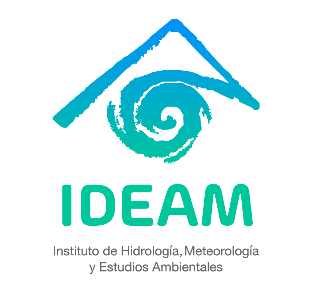 IDEAM
Instituto de Hidrología, Meteorología
y Estudios Ambientales